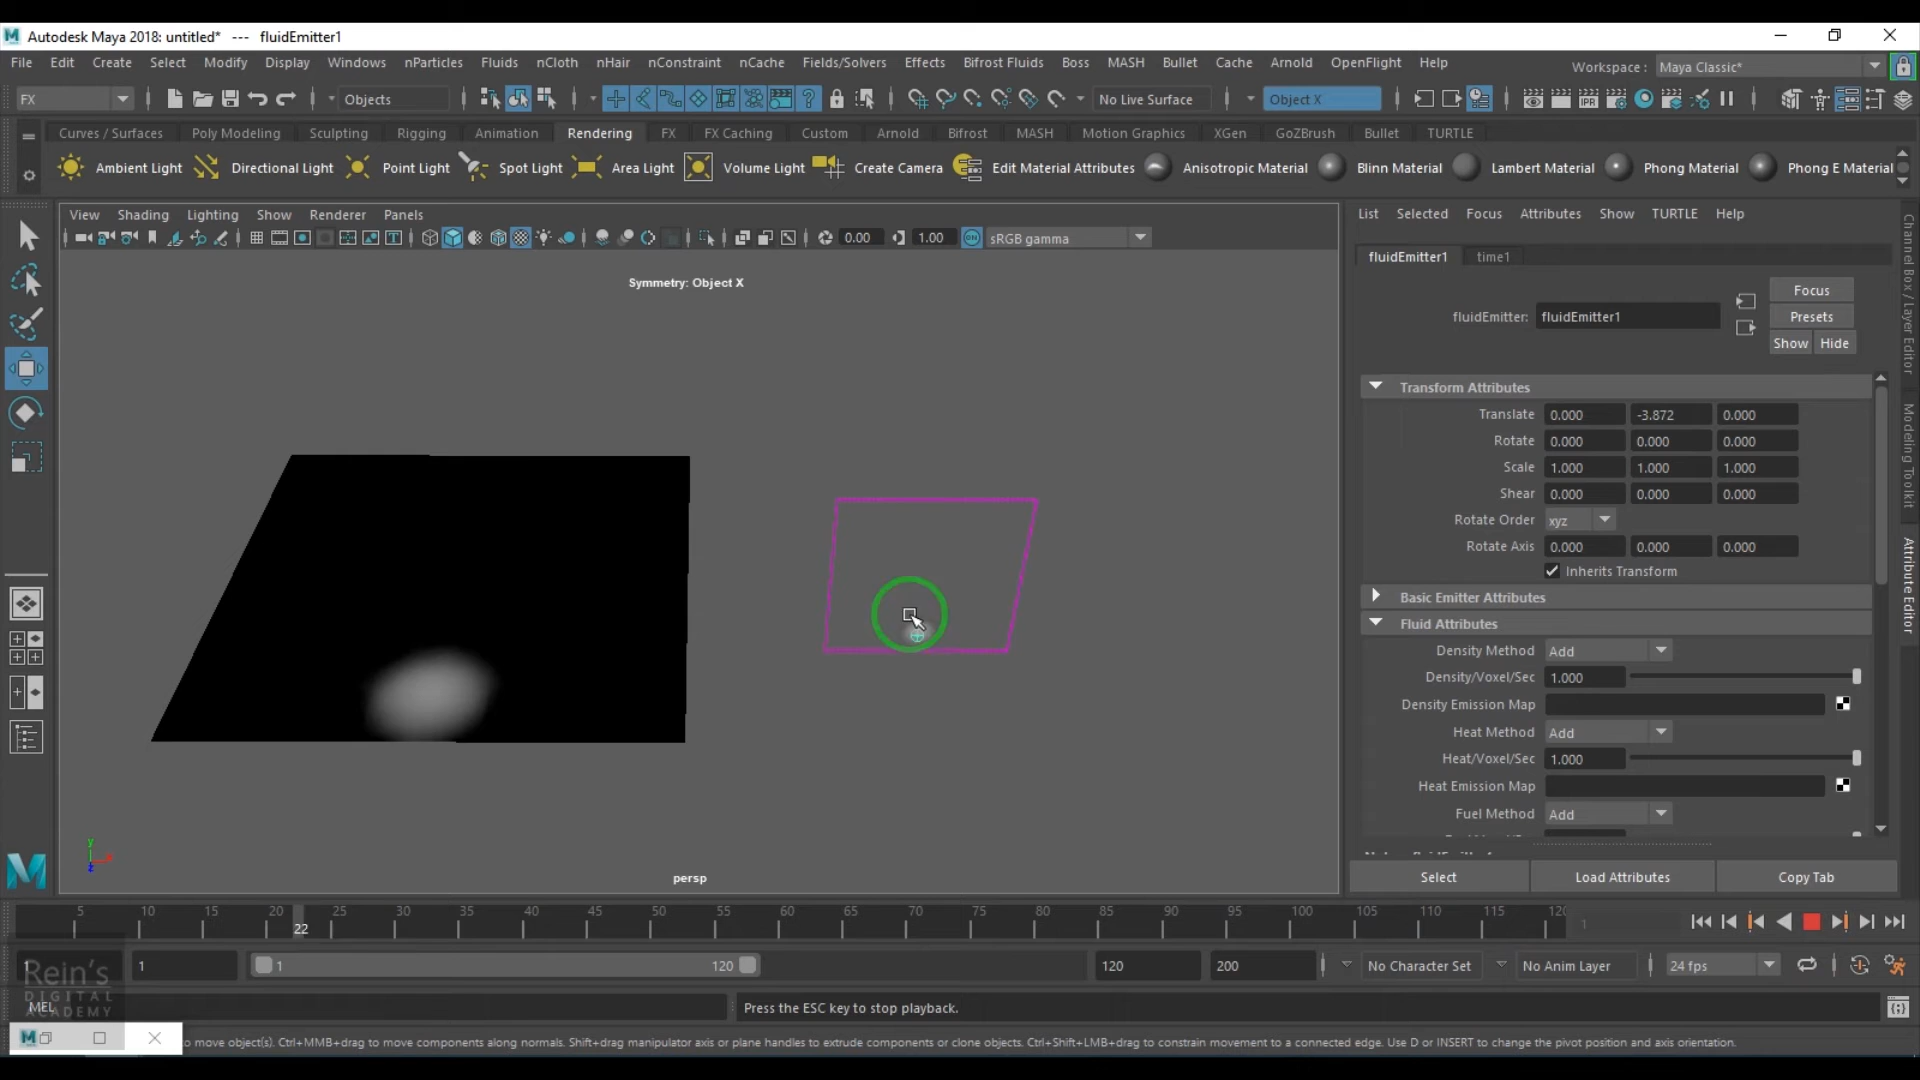 Autodesk Maya 2018: untitled* --- fluidEmitter1
File Edit Create Select Modify Display Windows nParticles Fluids nCloth nHair nConstraint nCache Fields/Solvers Effects Bifrost Fluids Boss MASH Bullet Cache Arnold OpenFlight Help Workspace : Maya Classic*
FX Objects No Live Surface Object X
Curves / Surfaces Poly Modeling Sculpting Rigging Animation Rendering FX FX Caching Custom Arnold Bifrost MASH Motion Graphics XGen GoZBrush Bullet TURTLE
Ambient Light Directional Light Point Light Spot Light Area Light Volume Light Create Camera Edit Material Attributes Anisotropic Material Blinn Material Lambert Material Phong Material Phong E Material
View Shading Lighting Show Renderer Panels
0.00 1.00 sRGB gamma
Symmetry: Object X
persp
List Selected Focus Attributes Show TURTLE Help
fluidEmitter1 time1
Focus
fluidEmitter: fluidEmitter1 Presets
Show Hide
Transform Attributes
Translate 0.000 -3.872 0.000
Rotate 0.000 0.000 0.000
Scale 1.000 1.000 1.000
Shear 0.000 0.000 0.000
Rotate Order xyz
Rotate Axis 0.000 0.000 0.000
Inherits Transform
Basic Emitter Attributes
Fluid Attributes
Density Method Add
Density/Voxel/Sec 1.000
Density Emission Map
Heat Method Add
Heat/Voxel/Sec 1.000
Heat Emission Map
Fuel Method Add
Select Load Attributes Copy Tab
Channel Box / Layer Editor
Modeling Toolkit
Attribute Editor
5 10 15 20 25 30 35 40 45 50 55 60 65 70 75 80 85 90 95 100 105 110 115 120 1
22
1 1 1 120 120 200 No Character Set No Anim Layer 24 fps
Rein's
DIGITAL
ACADEMY
MEL Press the ESC key to stop playback.
to move object(s). Ctrl+MMB+drag to move components along normals. Shift+drag manipulator axis or plane handles to extrude components or clone objects. Ctrl+Shift+LMB+drag to constrain movement to a connected edge. Use D or INSERT to change the pivot position and axis orientation.